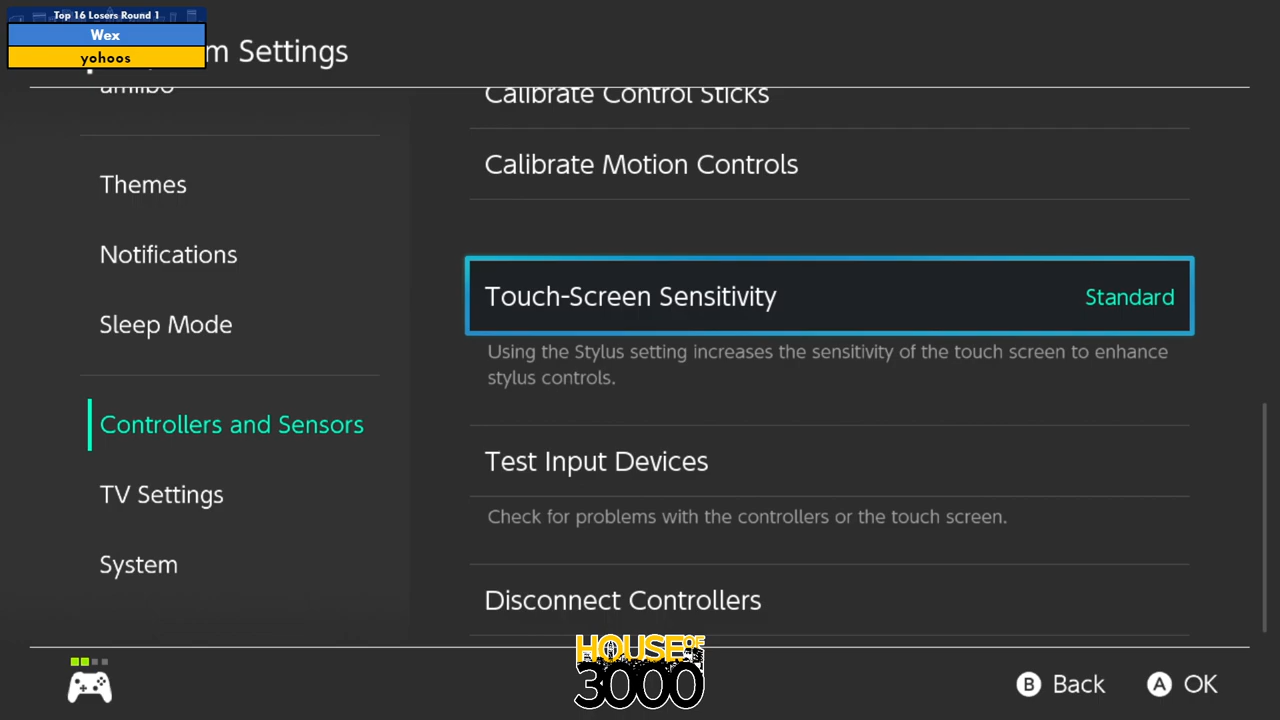 Top 16 Losers Round 1
Wex
yohoos
m Settings
amiibo
Themes
Notifications
Sleep Mode
Controllers and Sensors
TV Settings
System
Calibrate Control Sticks
Calibrate Motion Controls
Touch-Screen Sensitivity Standard
Using the Stylus setting increases the sensitivity of the touch screen to enhance
stylus controls.
Test Input Devices
Check for problems with the controllers or the touch screen.
Disconnect Controllers
HOUSE OF
3000
B Back A OK